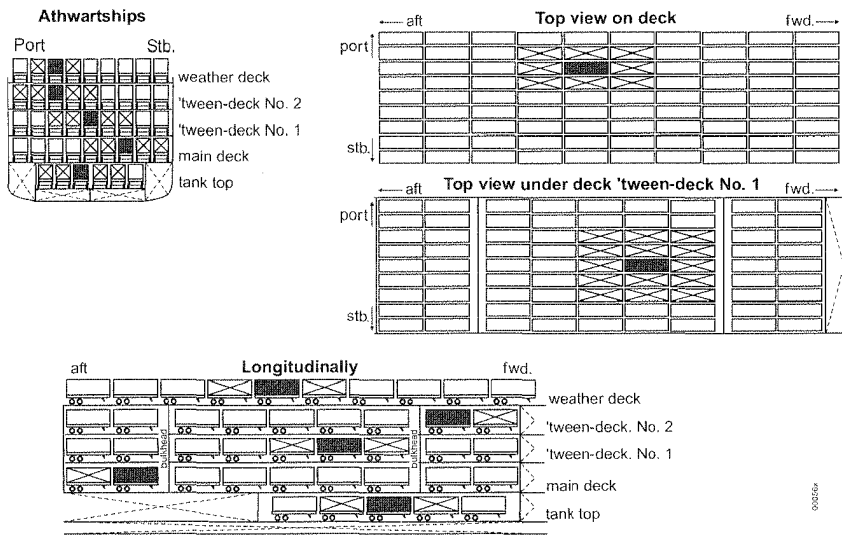 Athwartships
Port Stb.
weather deck
'tween-deck No. 2
'tween-deck No. 1
main deck
tank top
Top view on deck
aft fwd.
port
stb.
Top view under deck 'tween-deck No. 1
aft fwd.
port
stb.
Longitudinally
aft fwd.
weather deck
'tween-deck. No. 2
'tween-deck. No. 1
main deck
tank top
bulkhead
bulkhead